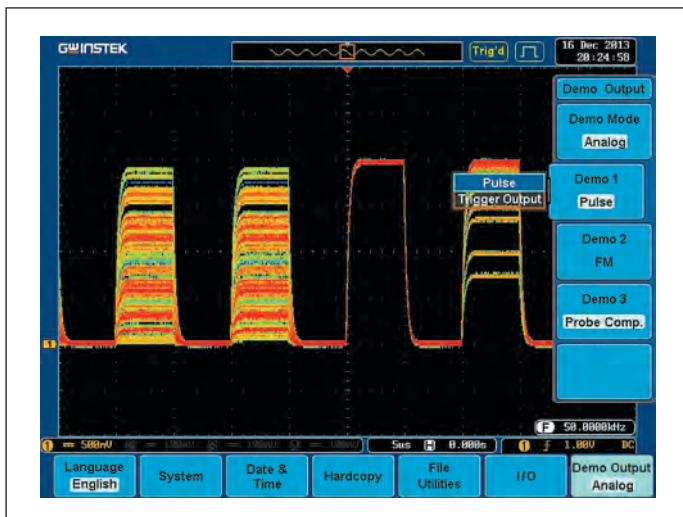 GWINSTEK
Trig'd
16 Dec 2013
20:24:58
Demo Output
Demo Mode
Analog
Demo 1
Pulse
Pulse
Trigger Output
Demo 2
FM
Demo 3
Probe Comp.
1
F 50.0000kHz
1 500mV
5us H 0.000s
1 1.00V DC
Language
English
System
Date &
Time
Hardcopy
File
Utilities
I/O
Demo Output
Analog